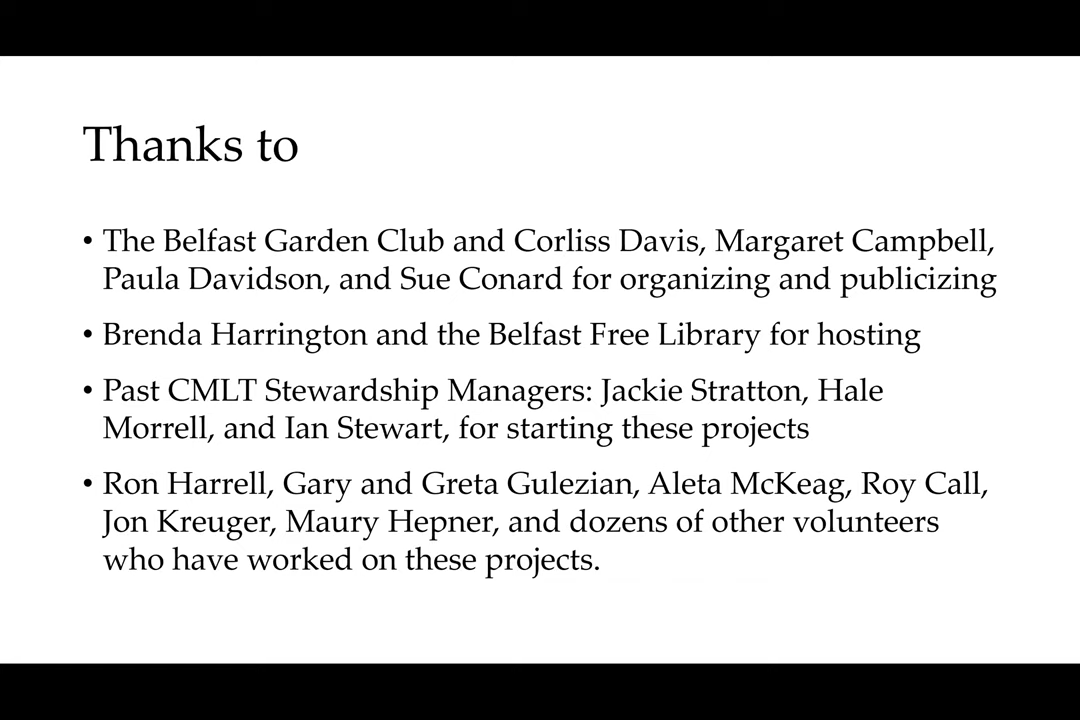 Thanks to
• The Belfast Garden Club and Corliss Davis, Margaret Campbell,
Paula Davidson, and Sue Conard for organizing and publicizing
• Brenda Harrington and the Belfast Free Library for hosting
• Past CMLT Stewardship Managers: Jackie Stratton, Hale
Morrell, and Ian Stewart, for starting these projects
• Ron Harrell, Gary and Greta Gulezian, Aleta McKeag, Roy Call,
Jon Kreuger, Maury Hepner, and dozens of other volunteers
who have worked on these projects.